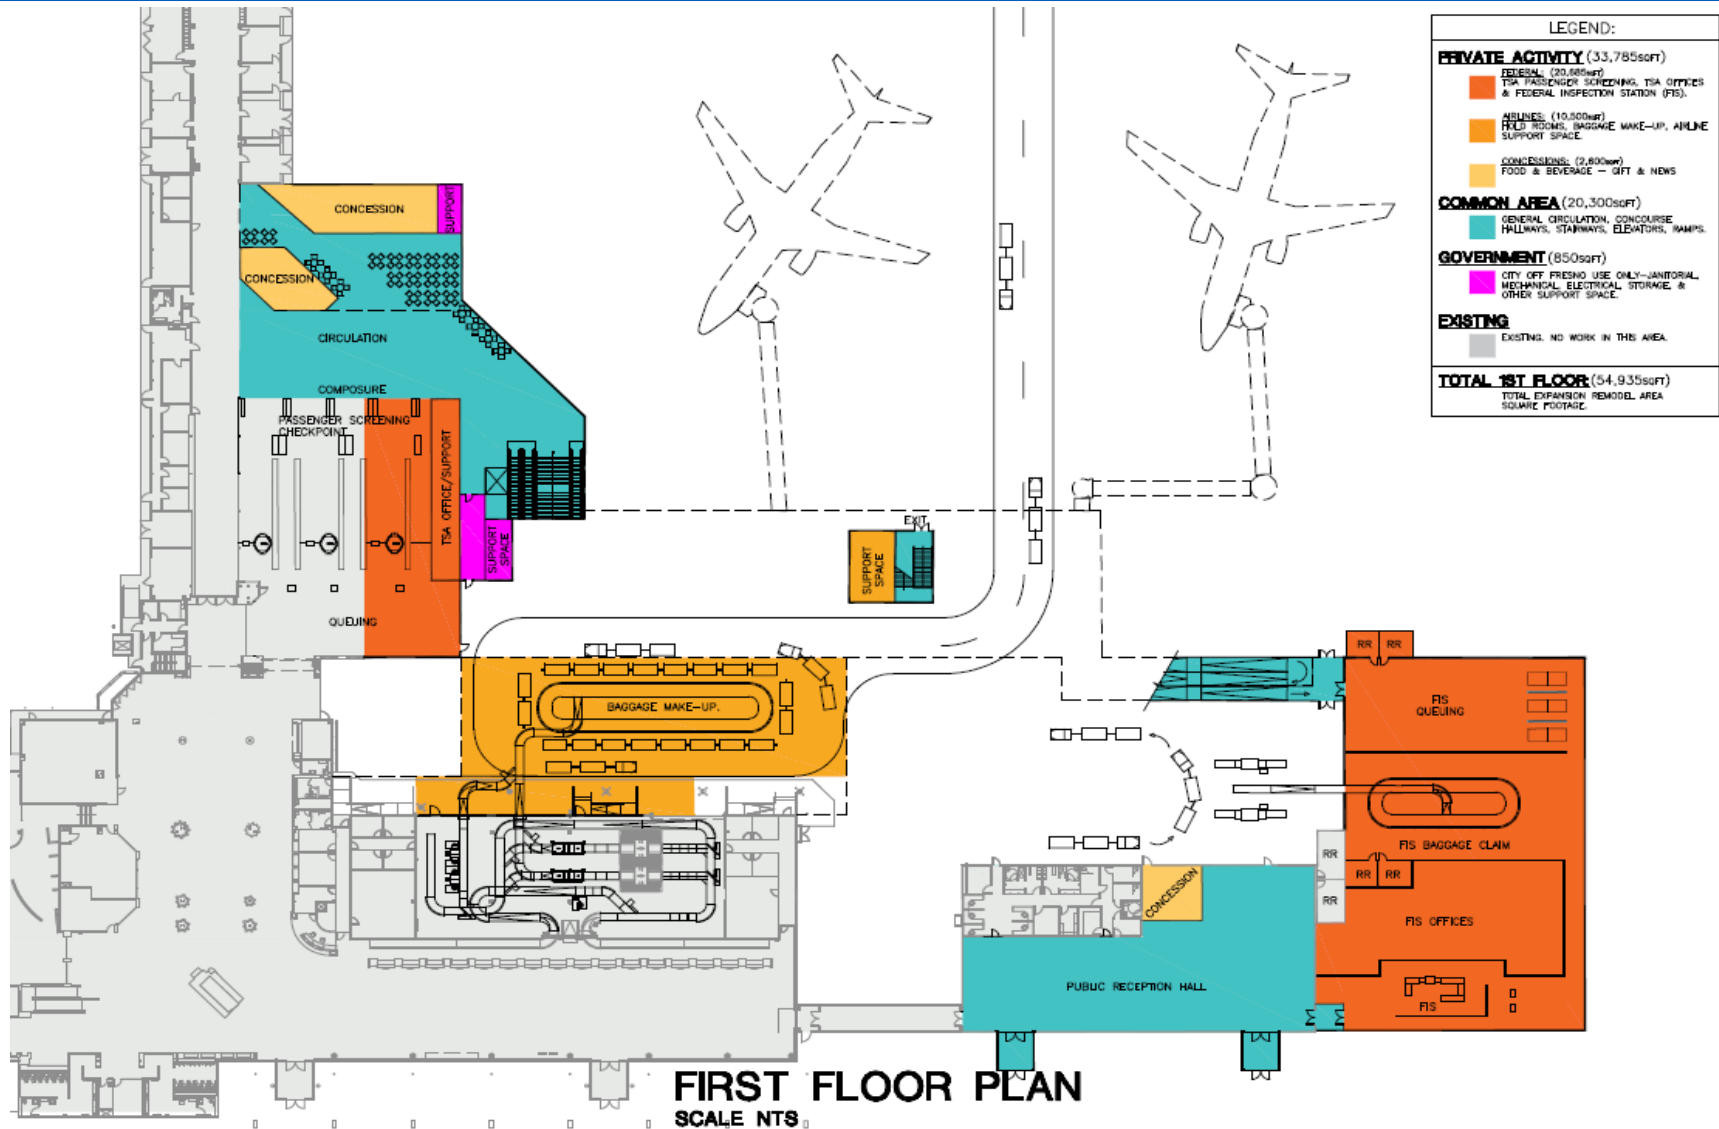 LEGEND:
PRIVATE ACTIVITY (33,785SQFT)
FEDERAL: (20,685SQFT)
TSA PASSENGER SCREENING, TSA OFFICES
& FEDERAL INSPECTION STATION (FIS).
AIRLINES: (10,500SQFT)
HOLD ROOMS, BAGGAGE MAKE-UP, AIRLINE
SUPPORT SPACE.
CONCESSIONS: (2,600SQFT)
FOOD & BEVERAGE - GIFT & NEWS
COMMON AREA (20,300SQFT)
GENERAL CIRCULATION, CONCOURSE
HALLWAYS, STAIRWAYS, ELEVATORS, RAMPS.
GOVERNMENT (850SQFT)
CITY OFF FRESNO USE ONLY-JANITORIAL,
MECHANICAL, ELECTRICAL, STORAGE, &
OTHER SUPPORT SPACE.
EXISTING
EXISTING. NO WORK IN THIS AREA.
TOTAL 1ST FLOOR: (54,935SQFT)
TOTAL EXPANSION REMODEL AREA
SQUARE FOOTAGE.
CONCESSION
SUPPORT
CONCESSION
CIRCULATION
COMPOSURE
PASSENGER SCREENING
CHECKPOINT
TSA OFFICE/SUPPORT
SUPPORT
SPACE
QUEUING
EXIT
SUPPORT
SPACE
BAGGAGE MAKE-UP.
RR
RR
FIS
QUEUING
FIS BAGGAGE CLAIM
RR
RR
RR
RR
CONCESSION
FIS OFFICES
PUBLIC RECEPTION HALL
FIS
FIRST FLOOR PLAN
SCALE NTS